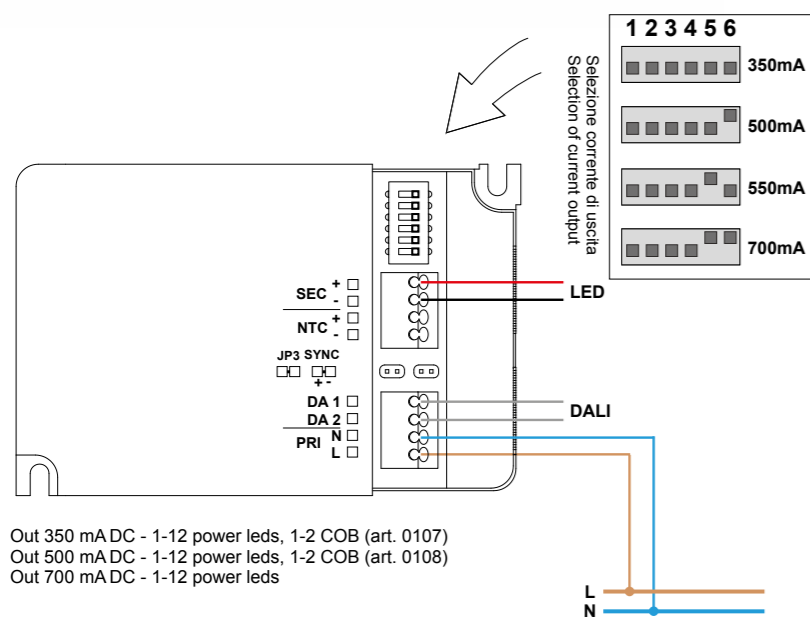 1 2 3 4 5 6
350mA
500mA
550mA
700mA
Selezione corrente di uscita
Selection of current output
SEC + -
NTC + -
LED
JP3 SYNC
+ -
DA 1
DA 2
DALI
PRI N
L
Out 350 mA DC - 1-12 power leds, 1-2 COB (art. 0107)
Out 500 mA DC - 1-12 power leds, 1-2 COB (art. 0108)
Out 700 mA DC - 1-12 power leds
L
N